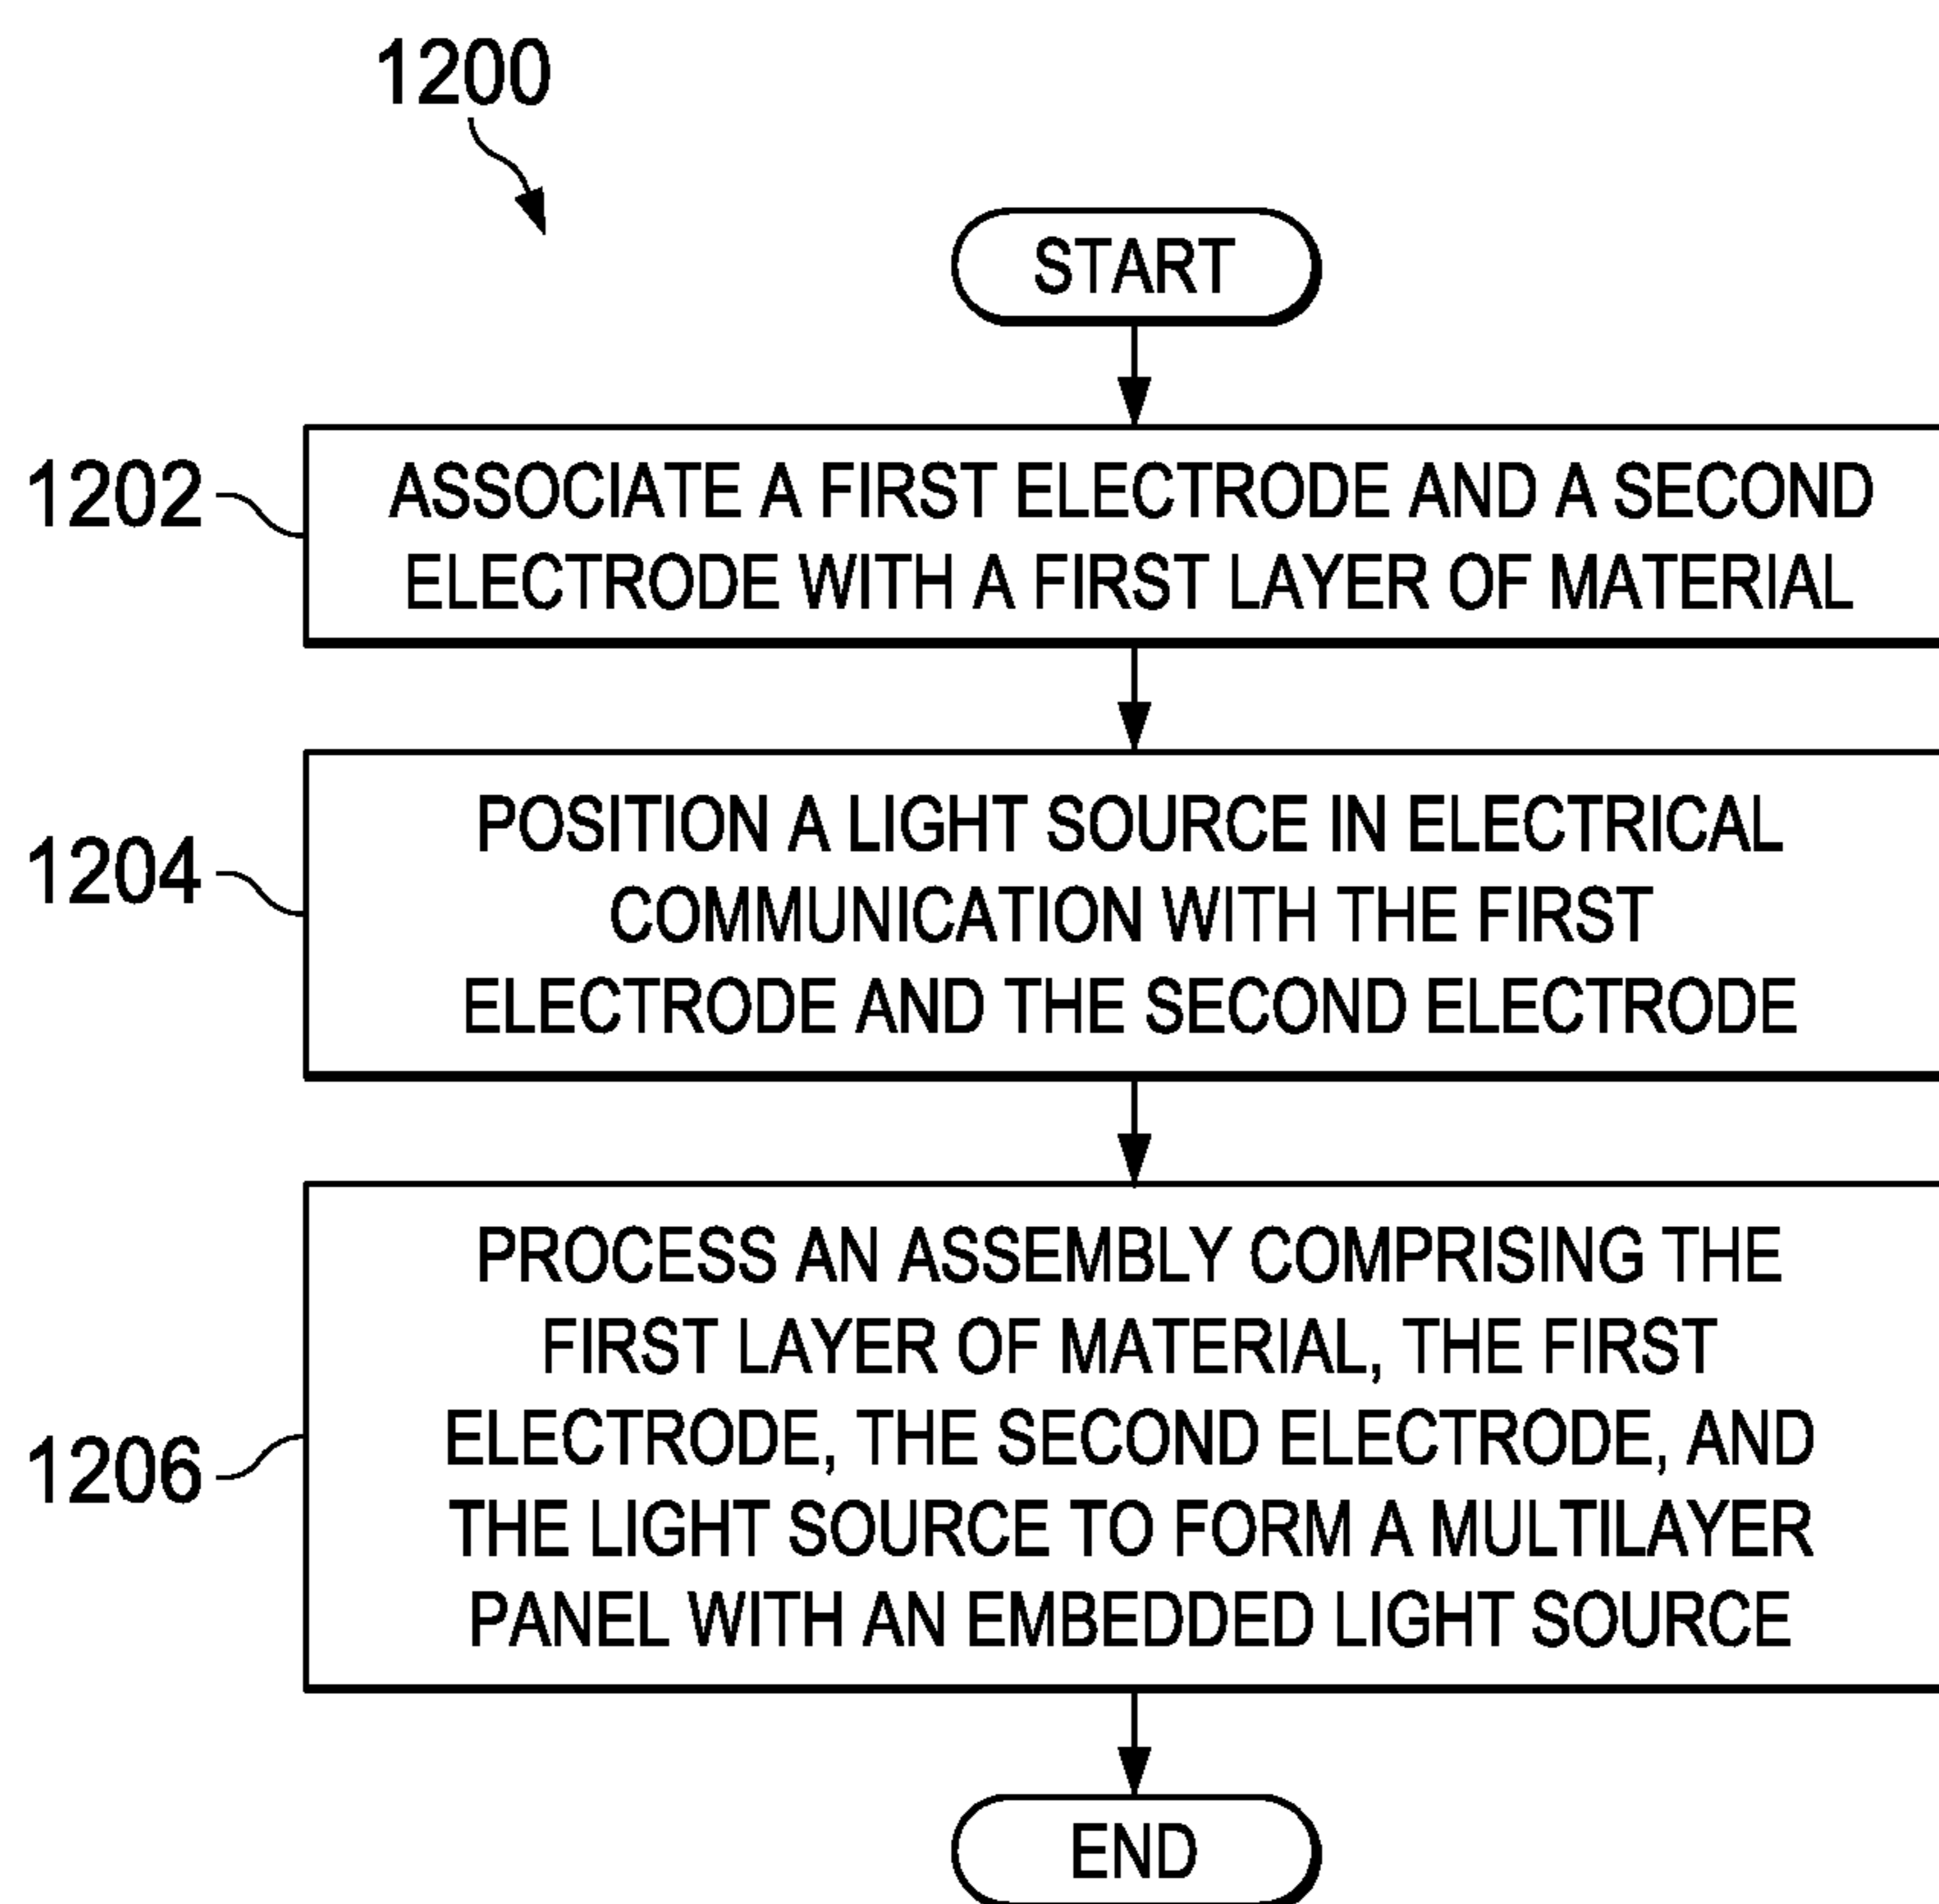 1200
START
1202
ASSOCIATE A FIRST ELECTRODE AND A SECOND
ELECTRODE WITH A FIRST LAYER OF MATERIAL
1204
POSITION A LIGHT SOURCE IN ELECTRICAL
COMMUNICATION WITH THE FIRST
ELECTRODE AND THE SECOND ELECTRODE
1206
PROCESS AN ASSEMBLY COMPRISING THE
FIRST LAYER OF MATERIAL, THE FIRST
ELECTRODE, THE SECOND ELECTRODE, AND
THE LIGHT SOURCE TO FORM A MULTILAYER
PANEL WITH AN EMBEDDED LIGHT SOURCE
END